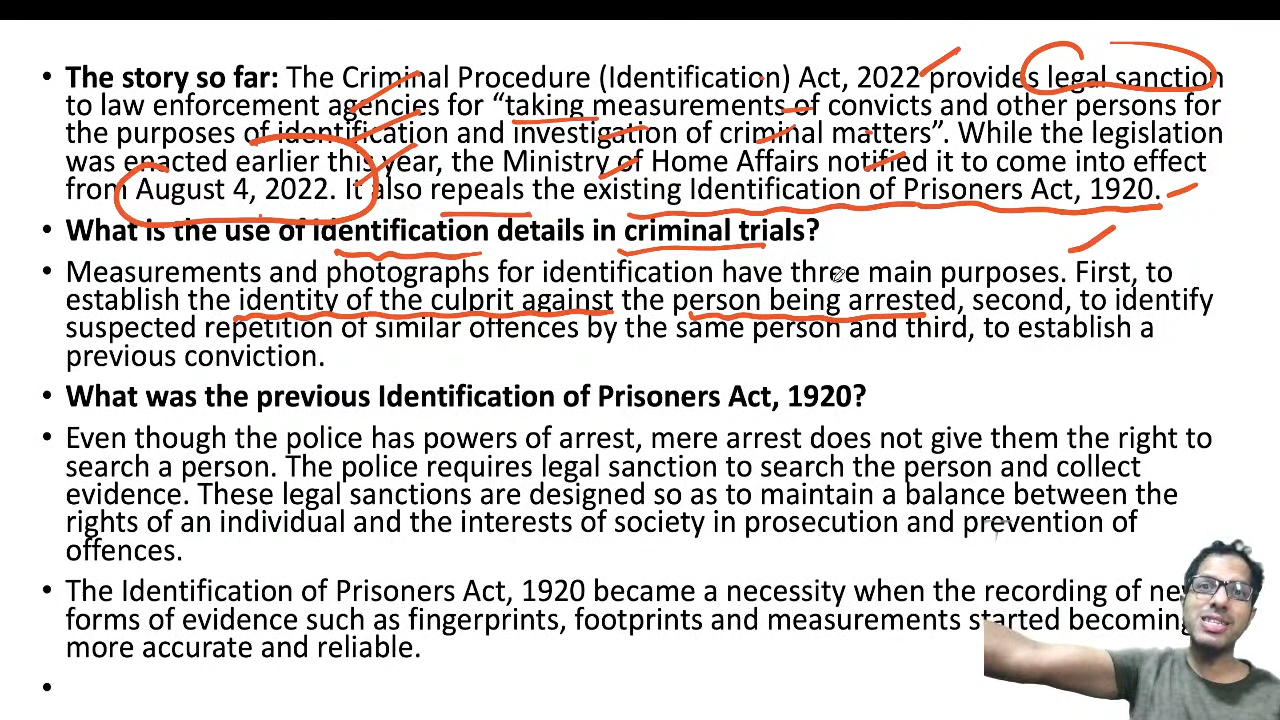 • The story so far: The Criminal Procedure (Identification) Act, 2022 provides legal sanction
to law enforcement agencies for “taking measurements of convicts and other persons for
the purposes of identification and investigation of criminal matters”. While the legislation
was enacted earlier this year, the Ministry of Home Affairs notified it to come into effect
from August 4, 2022. It also repeals the existing Identification of Prisoners Act, 1920.
• What is the use of identification details in criminal trials?
• Measurements and photographs for identification have three main purposes. First, to
establish the identity of the culprit against the person being arrested, second, to identify
suspected repetition of similar offences by the same person and third, to establish a
previous conviction.
• What was the previous Identification of Prisoners Act, 1920?
• Even though the police has powers of arrest, mere arrest does not give them the right to
search a person. The police requires legal sanction to search the person and collect
evidence. These legal sanctions are designed so as to maintain a balance between the
rights of an individual and the interests of society in prosecution and prevention of
offences.
• The Identification of Prisoners Act, 1920 became a necessity when the recording of
forms of evidence such as fingerprints, footprints and measurements started becoming
more accurate and reliable.
•